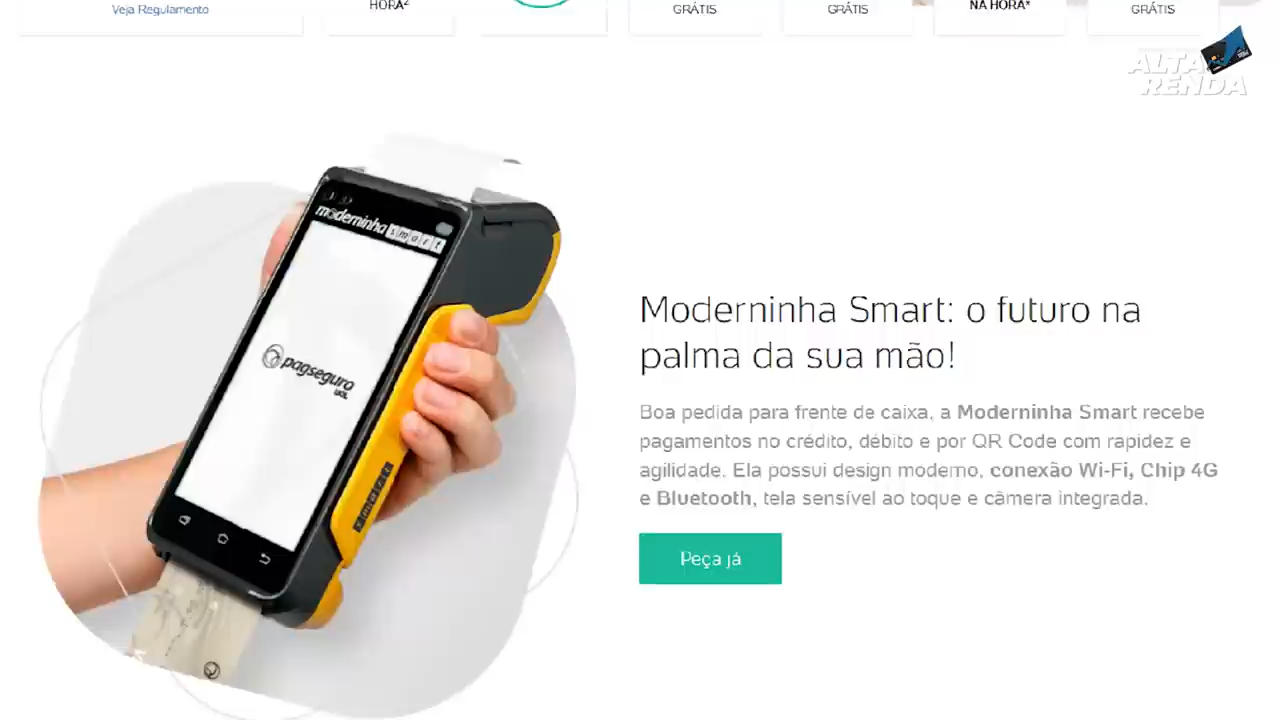 Veja Regulamento
HORA²
GRÁTIS
GRÁTIS
NA HORA*
GRÁTIS
ALTA
RENDA
moderninha smart
pagseguro
UOL
smart
Moderninha Smart: o futuro na
palma da sua mão!
Boa pedida para frente de caixa, a Moderninha Smart recebe
pagamentos no crédito, débito e por QR Code com rapidez e
agilidade. Ela possui design moderno, conexão Wi-Fi, Chip 4G
e Bluetooth, tela sensível ao toque e câmera integrada.
Peça já